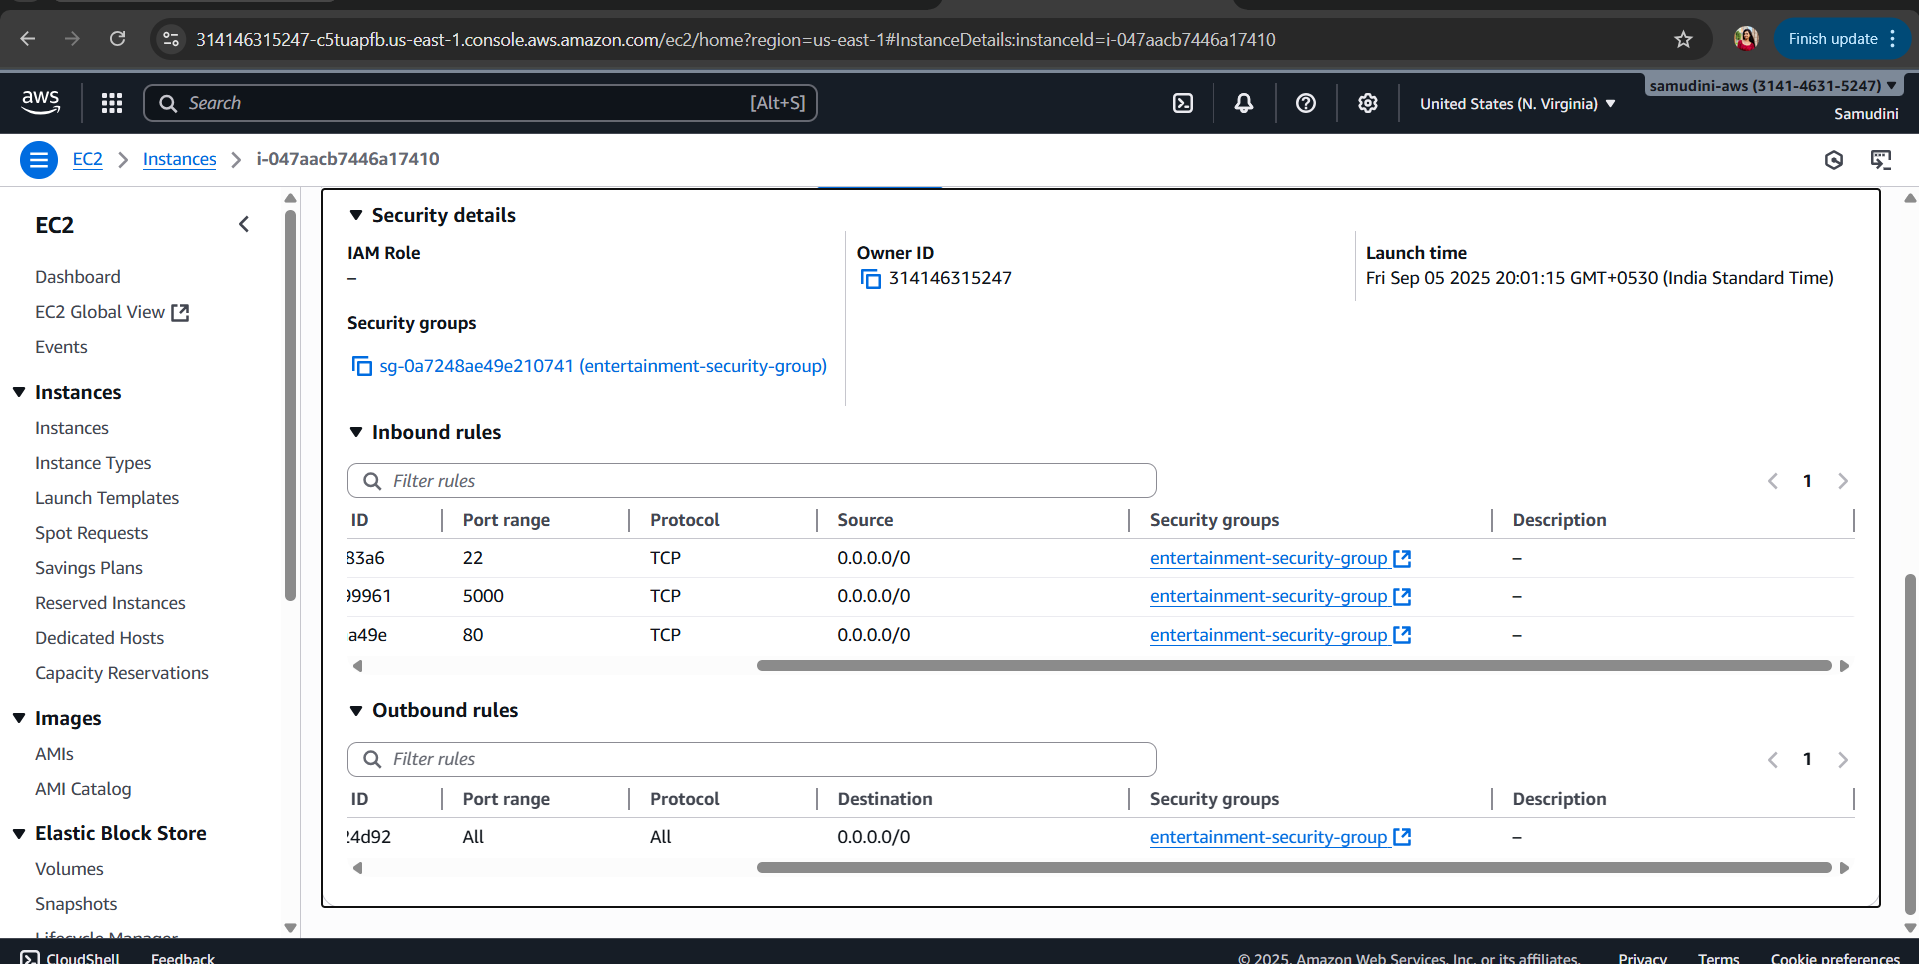 314146315247-c5tuapfb.us-east-1.console.aws.amazon.com/ec2/home?region=us-east-1#InstanceDetails:instanceId=i-047aacb7446a17410
Finish update
aws
Search
[Alt+S]
United States (N. Virginia)
samudini-aws (3141-4631-5247)
Samudini
EC2
Instances
i-047aacb7446a17410
EC2
Dashboard
EC2 Global View
Events
Instances
Instances
Instance Types
Launch Templates
Spot Requests
Savings Plans
Reserved Instances
Dedicated Hosts
Capacity Reservations
Images
AMIs
AMI Catalog
Elastic Block Store
Volumes
Snapshots
Lifecycle Manager
Security details
IAM Role
–
Owner ID
314146315247
Launch time
Fri Sep 05 2025 20:01:15 GMT+0530 (India Standard Time)
Security groups
sg-0a7248ae49e210741 (entertainment-security-group)
Inbound rules
Filter rules
1
ID Port range Protocol Source Security groups Description
83a6 22 TCP 0.0.0.0/0 entertainment-security-group –
99961 5000 TCP 0.0.0.0/0 entertainment-security-group –
a49e 80 TCP 0.0.0.0/0 entertainment-security-group –
Outbound rules
Filter rules
1
ID Port range Protocol Destination Security groups Description
24d92 All All 0.0.0.0/0 entertainment-security-group –
CloudShell Feedback © 2025, Amazon Web Services, Inc. or its affiliates. Privacy Terms Cookie preferences